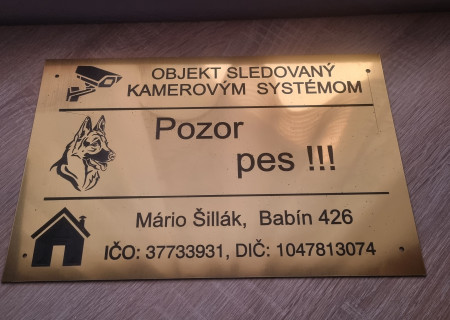 OBJEKT SLEDOVANÝ
KAMEROVÝM SYSTÉMOM
Pozor
pes !!!
Mário Šillák, Babín 426
IČO: 37733931, DIČ: 1047813074